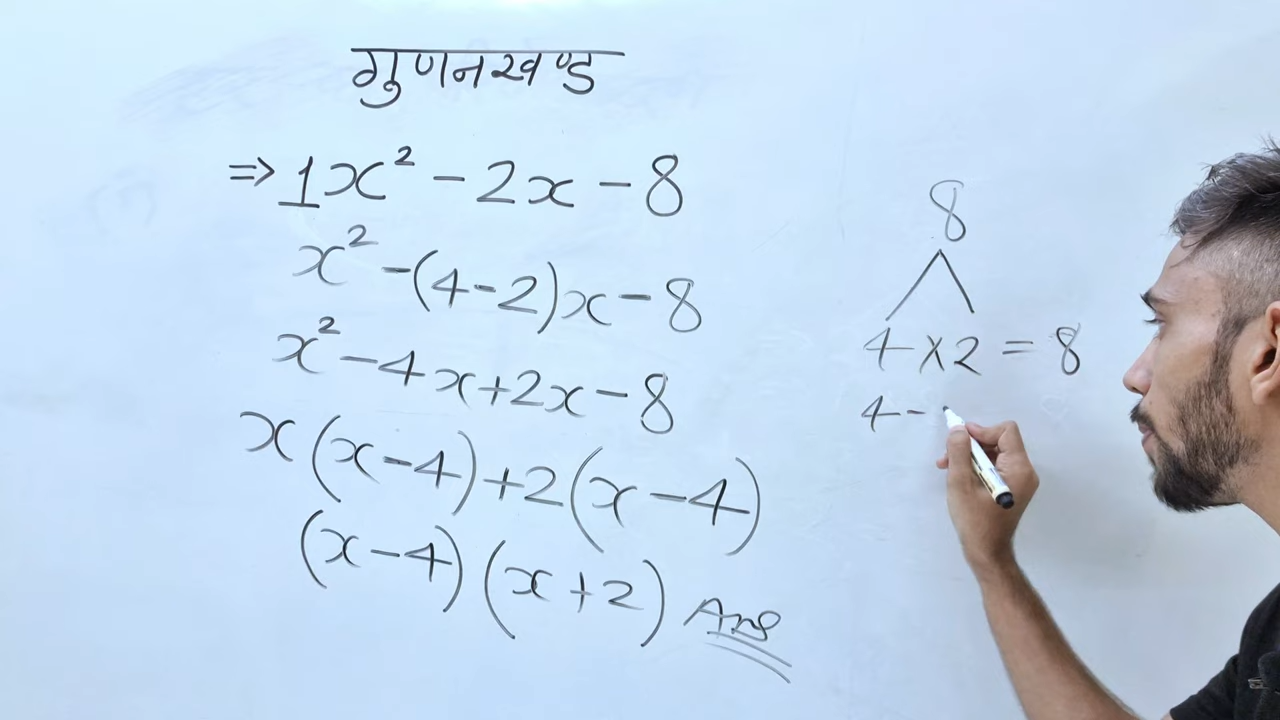 गुणनखण्ड
⇒ 1x² - 2x - 8
x² - (4-2)x - 8
x² - 4x + 2x - 8
x(x-4) + 2(x-4)
(x-4)(x+2) Ans
8
4 × 2 = 8
4 -